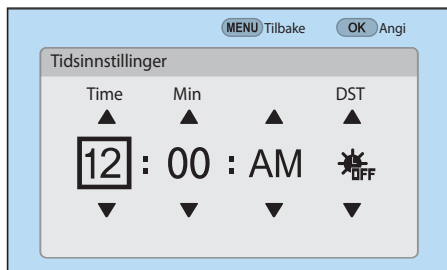 MENU Tilbake OK Angi
Tidsinnstillinger
Time Min DST
12 : 00 : AM OFF